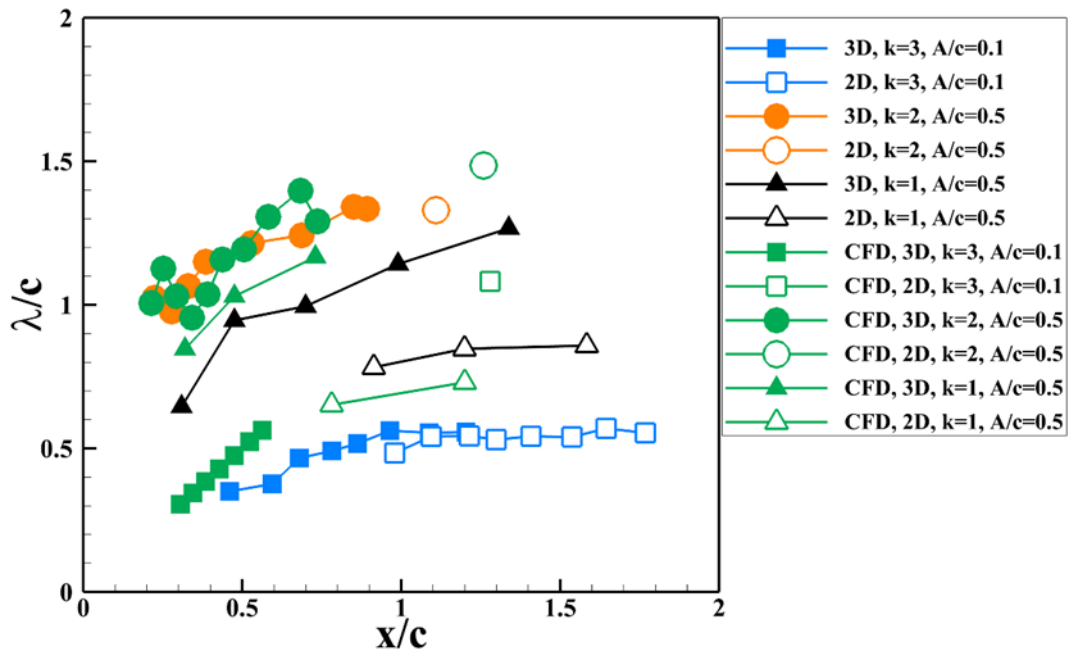 2
1.5
1
0.5
0
λ/c
0
0.5
1
1.5
2
x/c
3D, k=3, A/c=0.1
2D, k=3, A/c=0.1
3D, k=2, A/c=0.5
2D, k=2, A/c=0.5
3D, k=1, A/c=0.5
2D, k=1, A/c=0.5
CFD, 3D, k=3, A/c=0.1
CFD, 2D, k=3, A/c=0.1
CFD, 3D, k=2, A/c=0.5
CFD, 2D, k=2, A/c=0.5
CFD, 3D, k=1, A/c=0.5
CFD, 2D, k=1, A/c=0.5